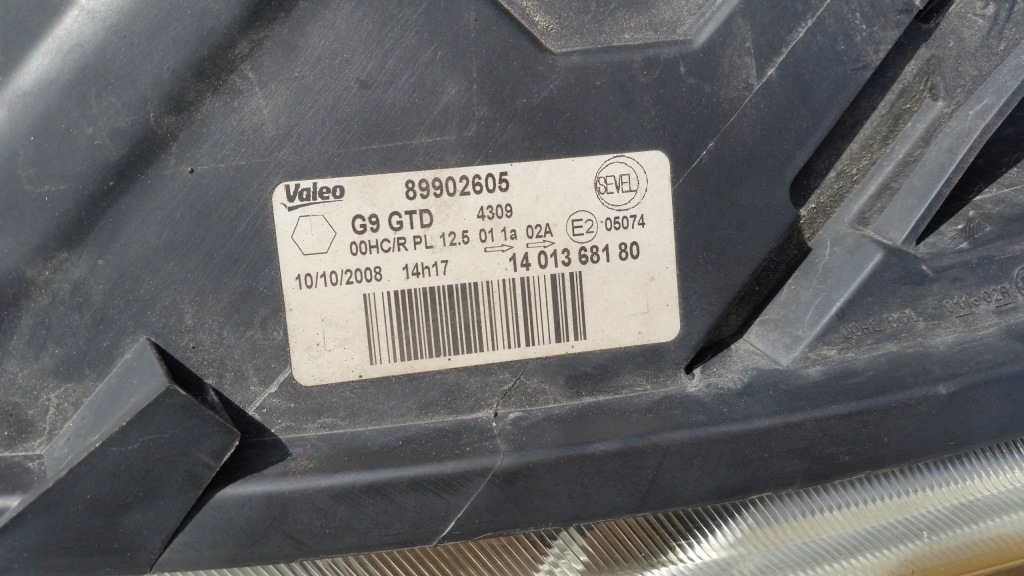 Valeo 89902605 SEVEL
G9 GTD 4309
00HC/R PL 12.5 01 1a 02A E2 05074
10/10/2008 14h17 14 013 681 80